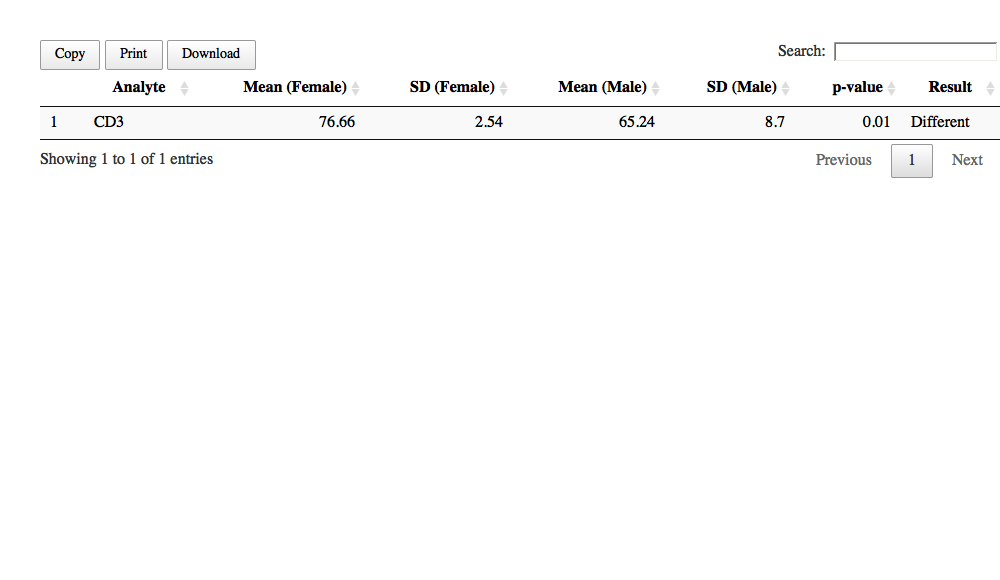 Copy Print Download Search:
Analyte Mean (Female) SD (Female) Mean (Male) SD (Male) p-value Result
1 CD3 76.66 2.54 65.24 8.7 0.01 Different
Showing 1 to 1 of 1 entries Previous 1 Next